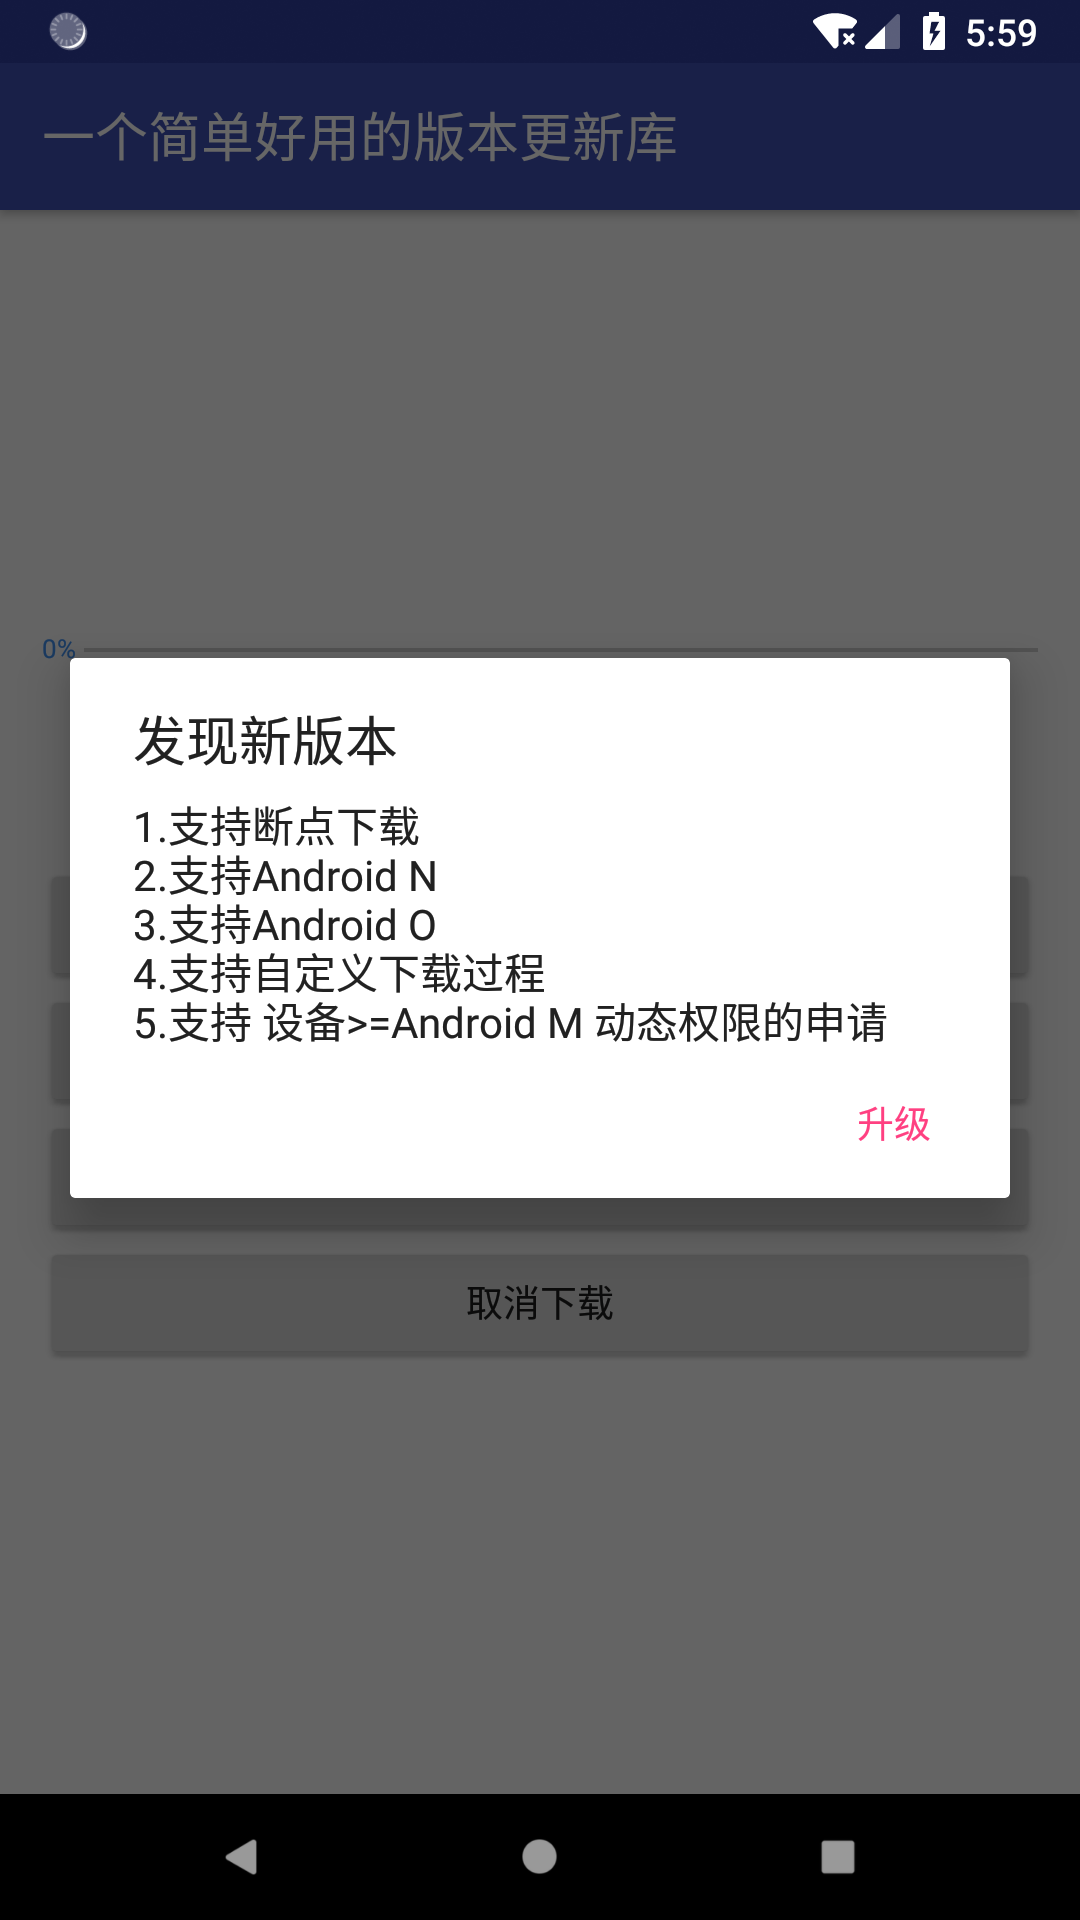 5:59
一个简单好用的版本更新库
0%
发现新版本
1.支持断点下载
2.支持Android N
3.支持Android O
4.支持自定义下载过程
5.支持 设备>=Android M 动态权限的申请
升级
取消下载